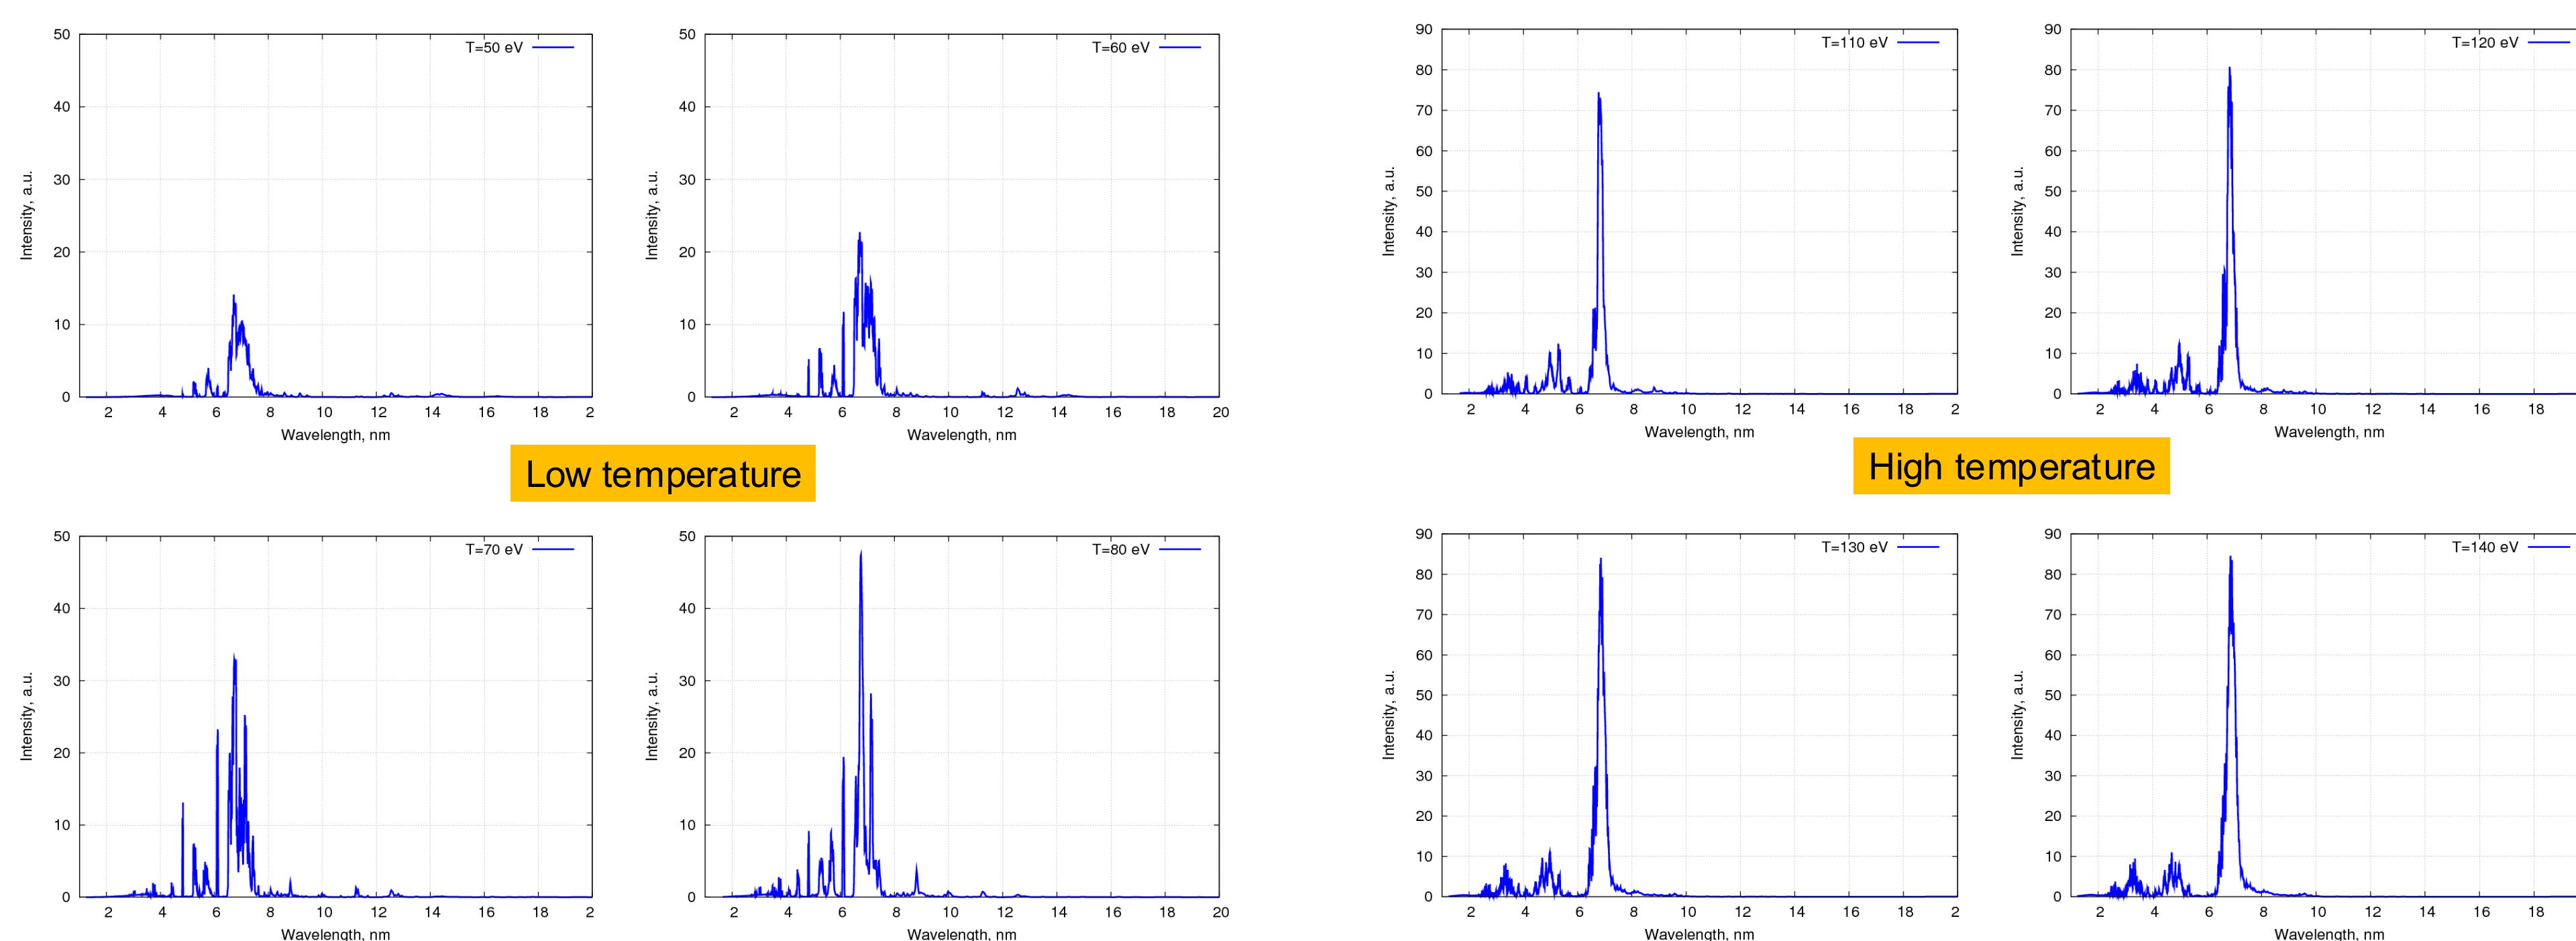 T=50 eV
50
40
30
20
10
0
Intensity, a.u.
2 4 6 8 10 12 14 16 18 2
Wavelength, nm
T=60 eV
50
40
30
20
10
0
Intensity, a.u.
2 4 6 8 10 12 14 16 18 20
Wavelength, nm
Low temperature
T=70 eV
50
40
30
20
10
0
Intensity, a.u.
2 4 6 8 10 12 14 16 18 2
Wavelength, nm
T=80 eV
50
40
30
20
10
0
Intensity, a.u.
2 4 6 8 10 12 14 16 18 20
Wavelength, nm
T=110 eV
90
80
70
60
50
40
30
20
10
0
Intensity, a.u.
2 4 6 8 10 12 14 16 18 2
Wavelength, nm
T=120 eV
90
80
70
60
50
40
30
20
10
0
Intensity, a.u.
2 4 6 8 10 12 14 16 18
Wavelength, nm
High temperature
T=130 eV
90
80
70
60
50
40
30
20
10
0
Intensity, a.u.
2 4 6 8 10 12 14 16 18 2
Wavelength, nm
T=140 eV
90
80
70
60
50
40
30
20
10
0
Intensity, a.u.
2 4 6 8 10 12 14 16 18
Wavelength, nm